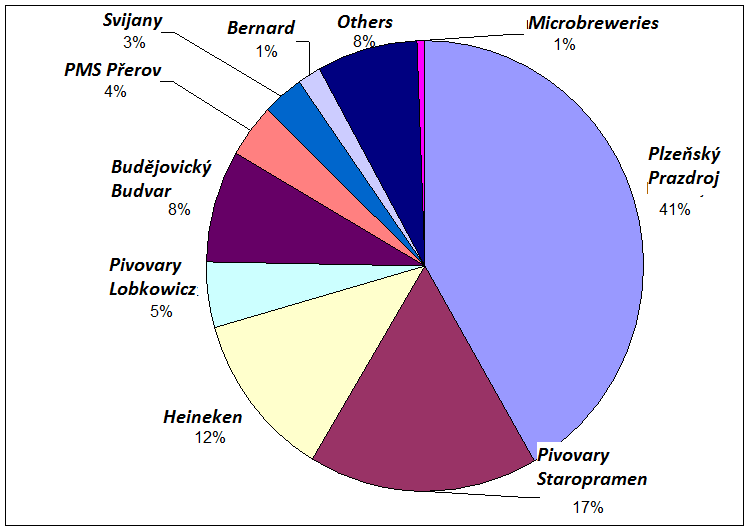 Svijany
3%
Bernard
1%
Others
8%
Microbreweries
1%
PMS Přerov
4%
Plzeňský
Prazdroj
41%
Budějovický
Budvar
8%
Pivovary
Lobkowicz
5%
Heineken
12%
Pivovary
Staropramen
17%